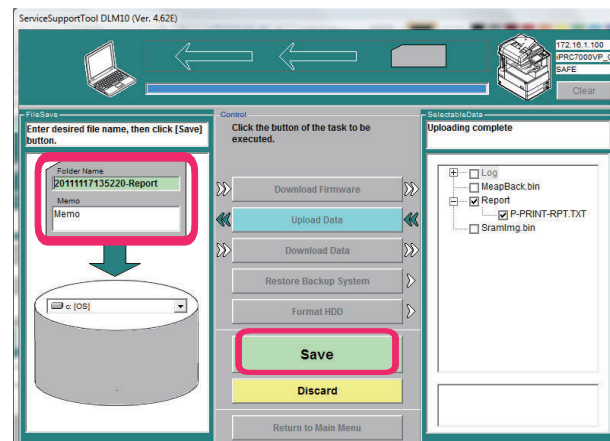 ServiceSupportTool DLM10 (Ver. 4.62E)
172.16.1.100
iPRC7000VP_
SAFE
Clear
FileSave
Enter desired file name, then click [Save]
button.
Folder Name
20111117135220-Report
Memo
Memo
c: [OS]
Control
Click the button of the task to be
executed.
Download Firmware
Upload Data
Download Data
Restore Backup System
Format HDD
Save
Discard
Return to Main Menu
SelectableData
Uploading complete
Log
MeapBack.bin
Report
P-PRINT-RPT.TXT
SramImg.bin